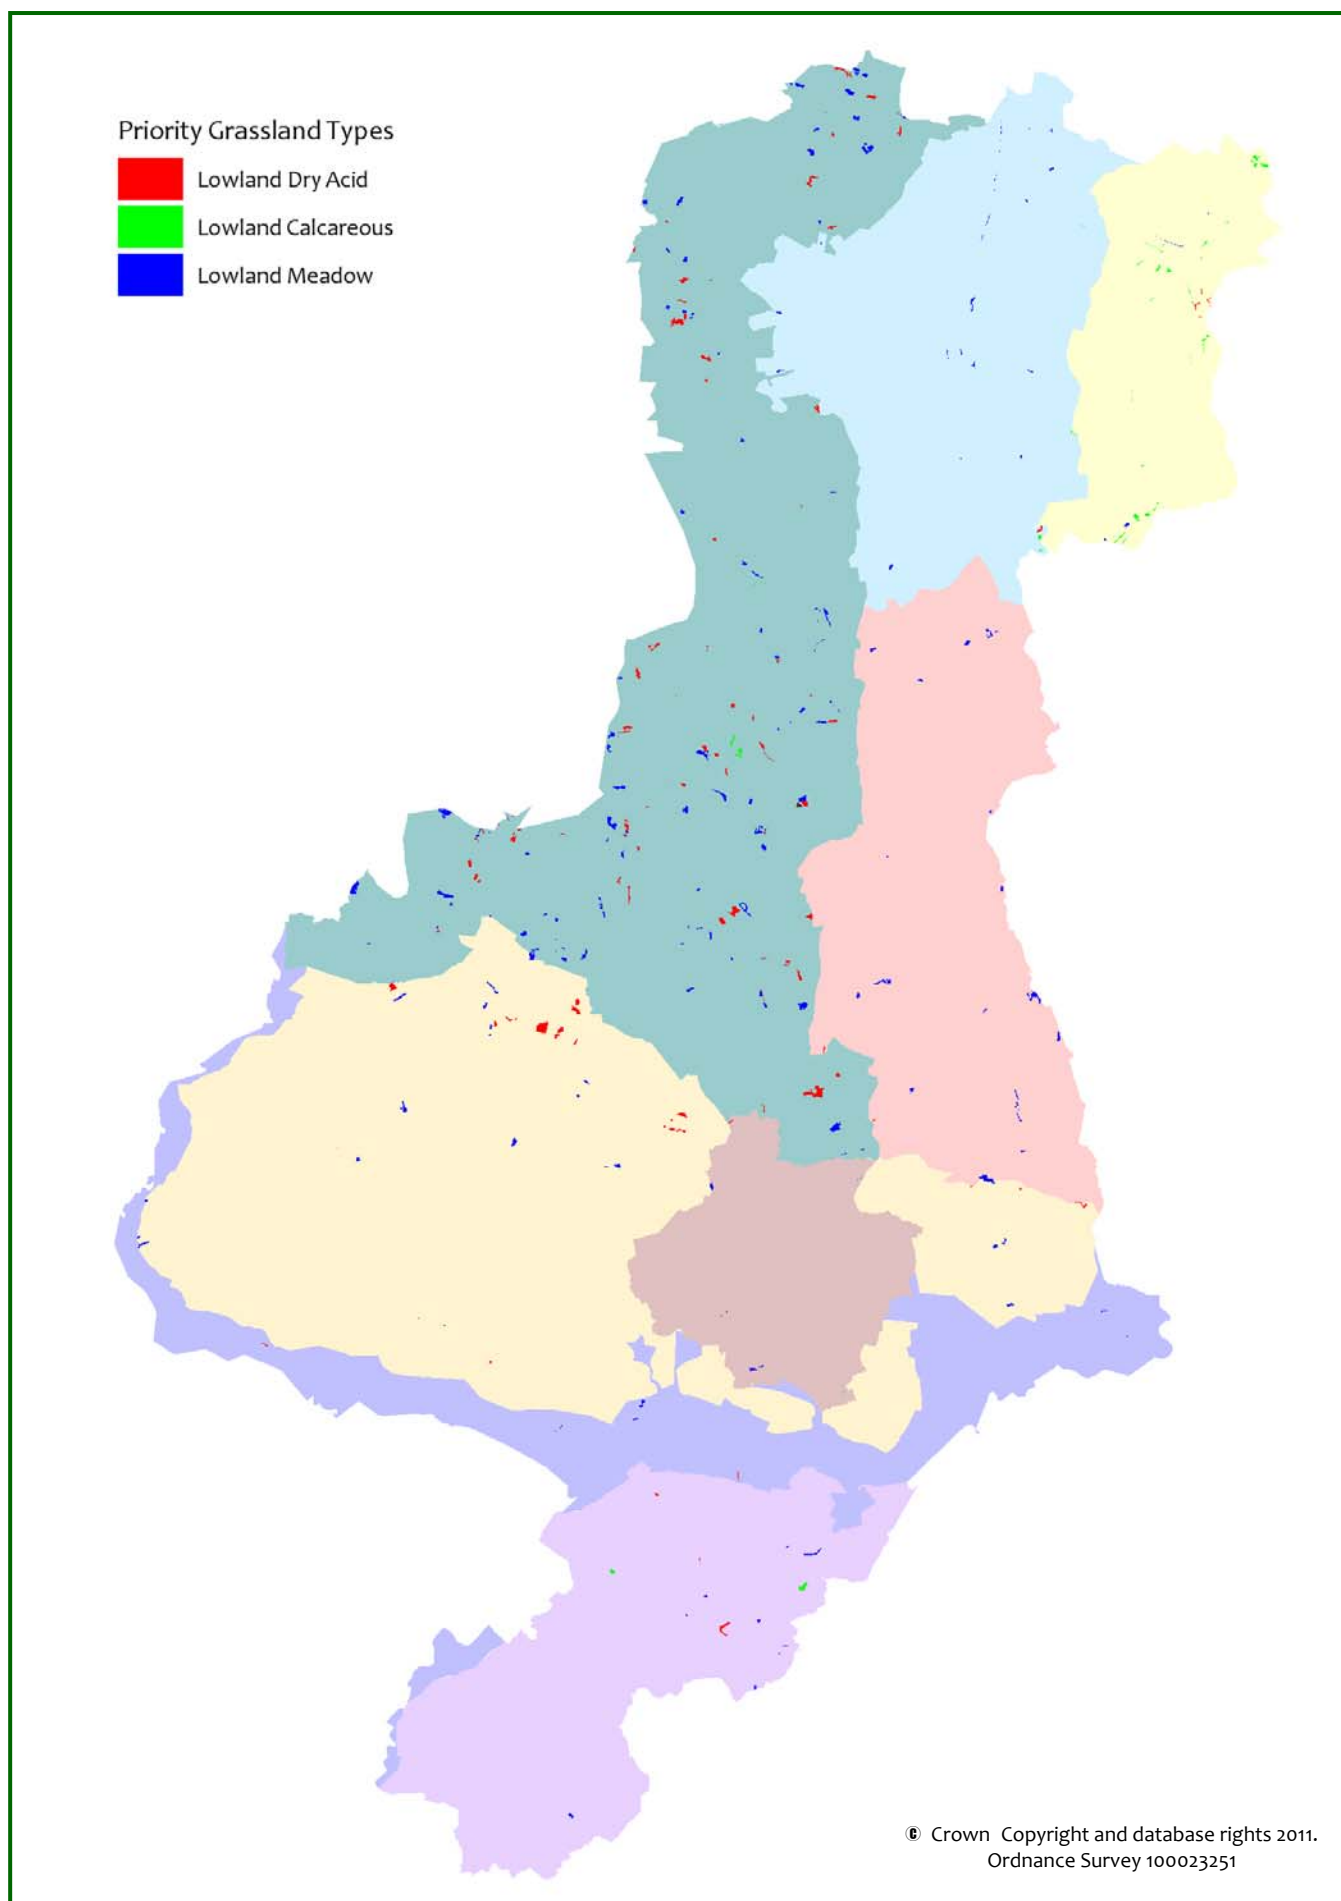 Priority Grassland Types
Lowland Dry Acid
Lowland Calcareous
Lowland Meadow
© Crown Copyright and database rights 2011.
Ordnance Survey 100023251